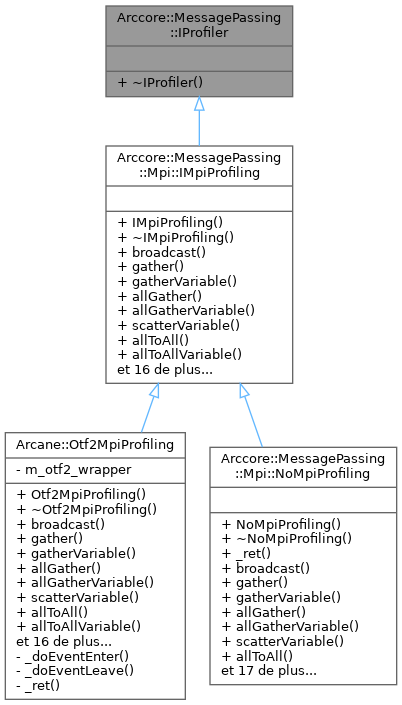 Arccore::MessagePassing
::IProfiler
+ ~IProfiler()
Arccore::MessagePassing
::Mpi::IMpiProfiling
+ IMpiProfiling()
+ ~IMpiProfiling()
+ broadcast()
+ gather()
+ gatherVariable()
+ allGather()
+ allGatherVariable()
+ scatterVariable()
+ allToAll()
+ allToAllVariable()
et 16 de plus...
Arcane::Otf2MpiProfiling
- m_otf2_wrapper
+ Otf2MpiProfiling()
+ ~Otf2MpiProfiling()
+ broadcast()
+ gather()
+ gatherVariable()
+ allGather()
+ allGatherVariable()
+ scatterVariable()
+ allToAll()
+ allToAllVariable()
et 16 de plus...
- _doEventEnter()
- _doEventLeave()
- _ret()
Arccore::MessagePassing
::Mpi::NoMpiProfiling
+ NoMpiProfiling()
+ ~NoMpiProfiling()
+ _ret()
+ broadcast()
+ gather()
+ gatherVariable()
+ allGather()
+ allGatherVariable()
+ scatterVariable()
+ allToAll()
et 17 de plus...